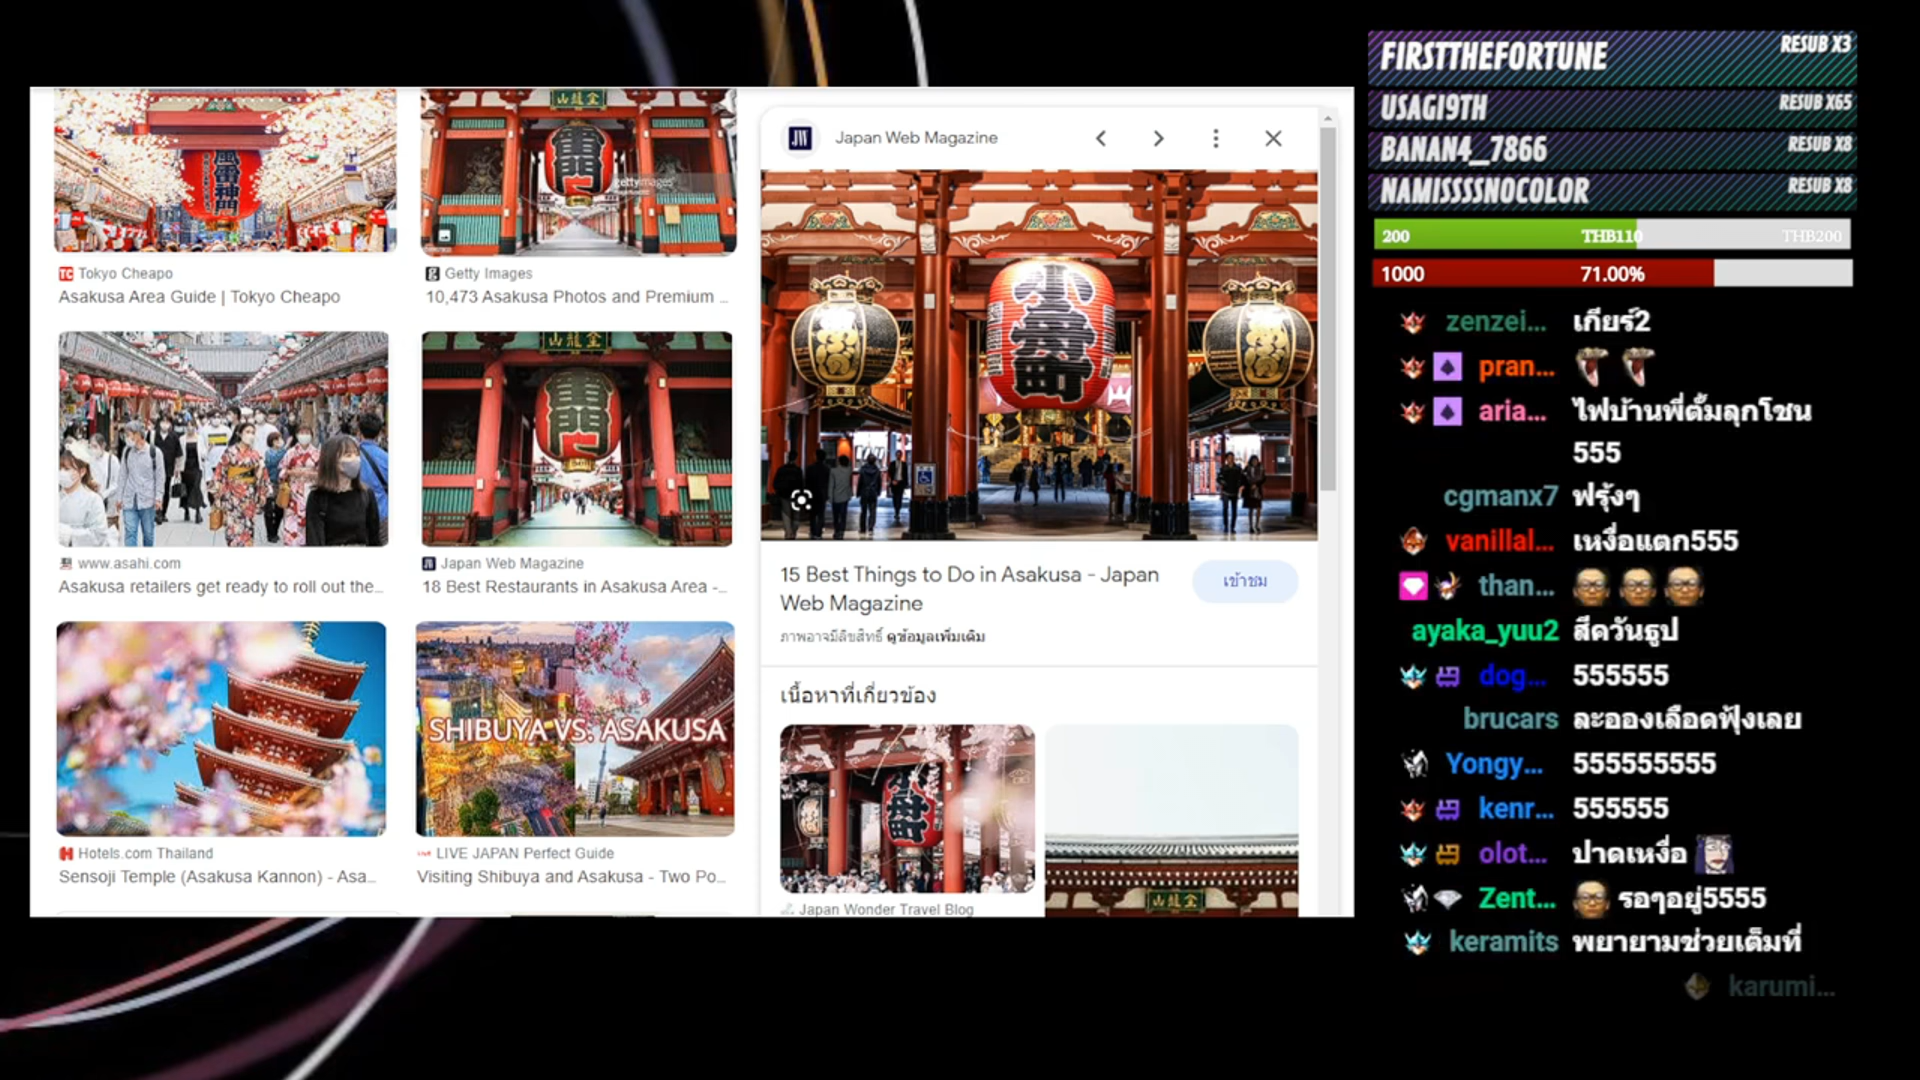 Tokyo Cheapo
Asakusa Area Guide | Tokyo Cheapo
gettyimages
Getty Images
10,473 Asakusa Photos and Premium ...
www.asahi.com
Asakusa retailers get ready to roll out the...
Japan Web Magazine
18 Best Restaurants in Asakusa Area -...
Hotels.com Thailand
Sensoji Temple (Asakusa Kannon) - Asa...
SHIBUYA VS. ASAKUSA
LIVE JAPAN Perfect Guide
Visiting Shibuya and Asakusa - Two Po...
JW Japan Web Magazine
小舟町
15 Best Things to Do in Asakusa - Japan
Web Magazine
เข้าชม
ภาพอาจมีลิขสิทธิ์ ดูข้อมูลเพิ่มเติม
เนื้อหาที่เกี่ยวข้อง
Japan Wonder Travel Blog
FIRSTTHEFORTUNE RESUB X3
USAGI9TH RESUB X65
BANAN4_7866 RESUB X8
NAMISSSSNOCOLOR RESUB X8
200 THB110 THB200
1000 71.00%
zenzei... เกียร์2
pran...
aria... ไฟบ้านพี่ตั้มลุกโชน
555
cgmanx7 ฟรุ้งๆ
vanillal... เหงื่อแตก555
than...
ayaka_yuu2 สีควันธูป
dog... 555555
brucars ละอองเลือดฟุ้งเลย
Yongy... 555555555
kenr... 555555
olot... ปาดเหงื่อ
Zent... รอๆอยู่5555
keramits พยายามช่วยเต็มที่
karumi...